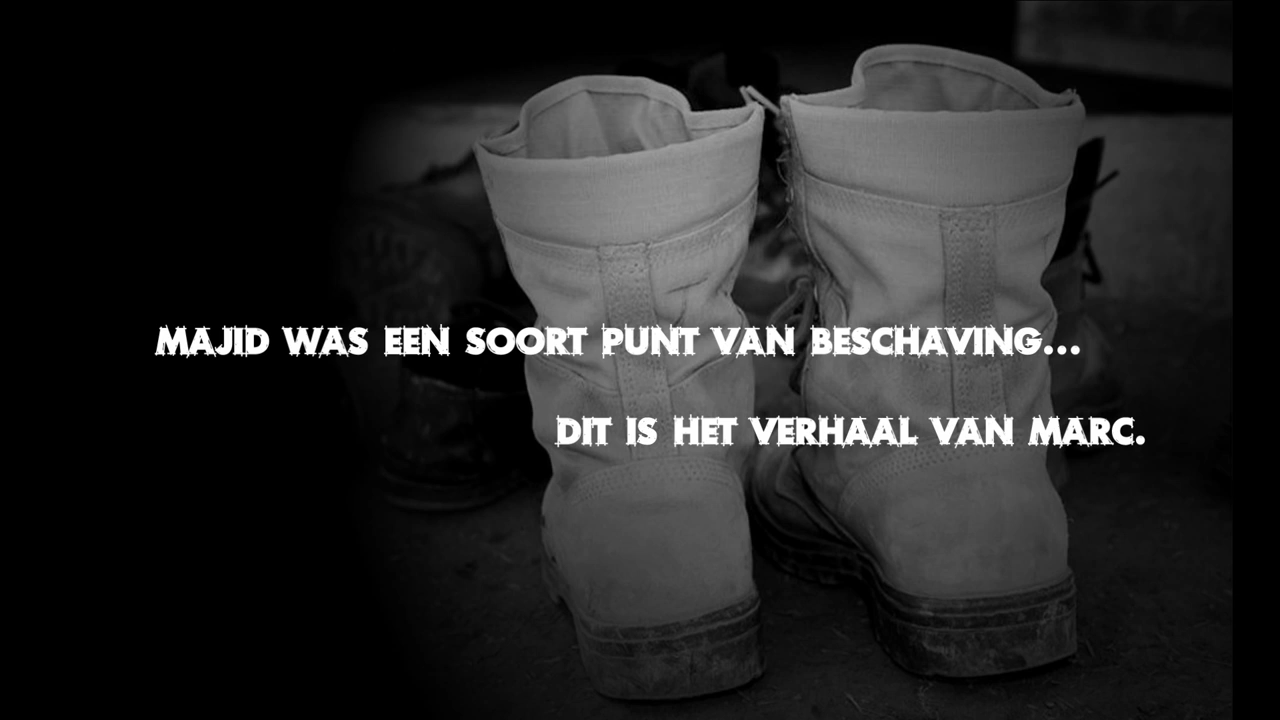 MAJID WAS EEN SOORT PUNT VAN BESCHAVING...
DIT IS HET VERHAAL VAN MARC.